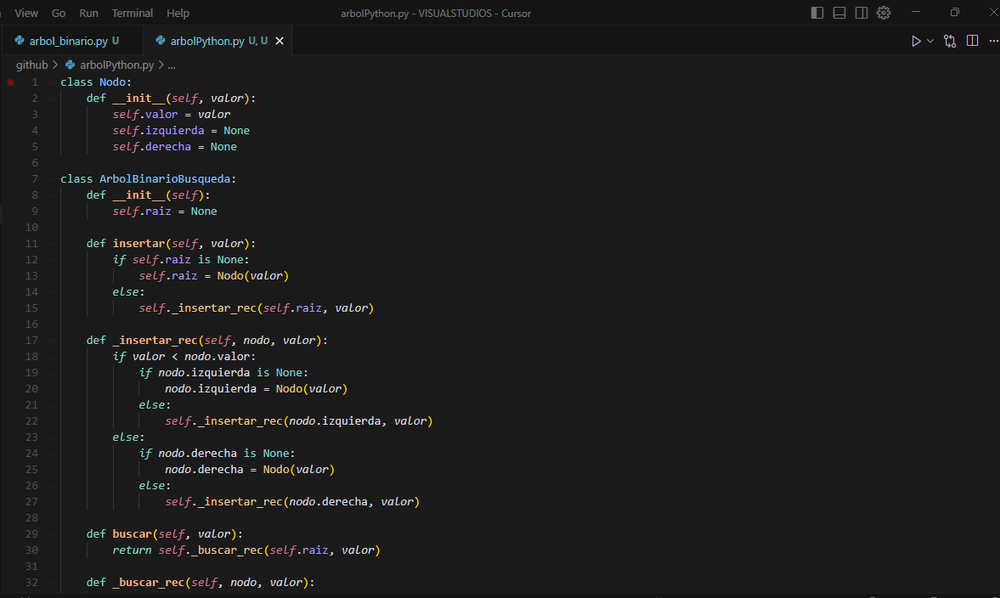 View Go Run Terminal Help arbolPython.py - VISUALSTUDIOS - Cursor
arbol_binario.py U arbolPython.py U, U
github > arbolPython.py > ...
1 class Nodo:
2     def __init__(self, valor):
3         self.valor = valor
4         self.izquierda = None
5         self.derecha = None
6
7 class ArbolBinarioBusqueda:
8     def __init__(self):
9         self.raiz = None
10
11     def insertar(self, valor):
12         if self.raiz is None:
13             self.raiz = Nodo(valor)
14         else:
15             self._insertar_rec(self.raiz, valor)
16
17     def _insertar_rec(self, nodo, valor):
18         if valor < nodo.valor:
19             if nodo.izquierda is None:
20                 nodo.izquierda = Nodo(valor)
21             else:
22                 self._insertar_rec(nodo.izquierda, valor)
23         else:
24             if nodo.derecha is None:
25                 nodo.derecha = Nodo(valor)
26             else:
27                 self._insertar_rec(nodo.derecha, valor)
28
29     def buscar(self, valor):
30         return self._buscar_rec(self.raiz, valor)
31
32     def _buscar_rec(self, nodo, valor):